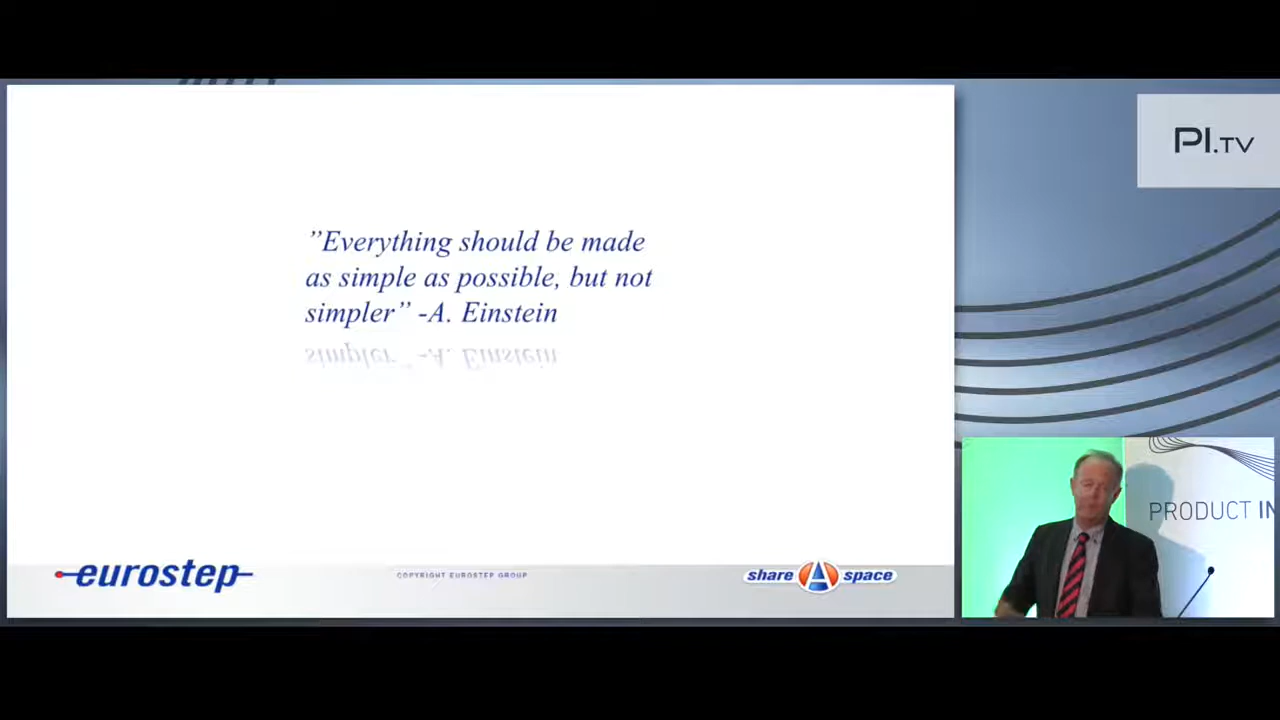 PI.TV
”Everything should be made
as simple as possible, but not
simpler” -A. Einstein
eurostep
COPYRIGHT EUROSTEP GROUP
share A space
PRODUCT IN